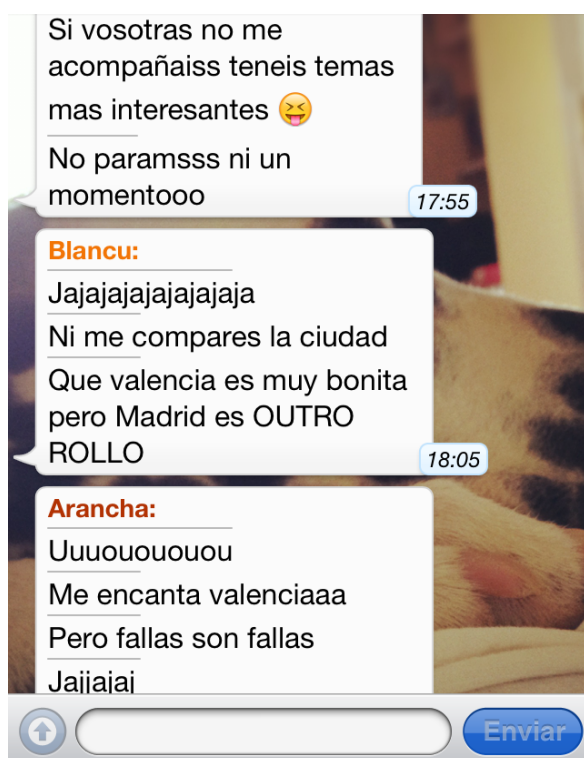 Si vosotras no me
acompañaiss teneis temas
mas interesantes 😝
No paramsss ni un
momentooo
17:55
Blancu:
Jajajajajajajajaja
Ni me compares la ciudad
Que valencia es muy bonita
pero Madrid es OUTRO
ROLLO
18:05
Arancha:
Uuuouououou
Me encanta valenciaaa
Pero fallas son fallas
Jajjajaj
Enviar